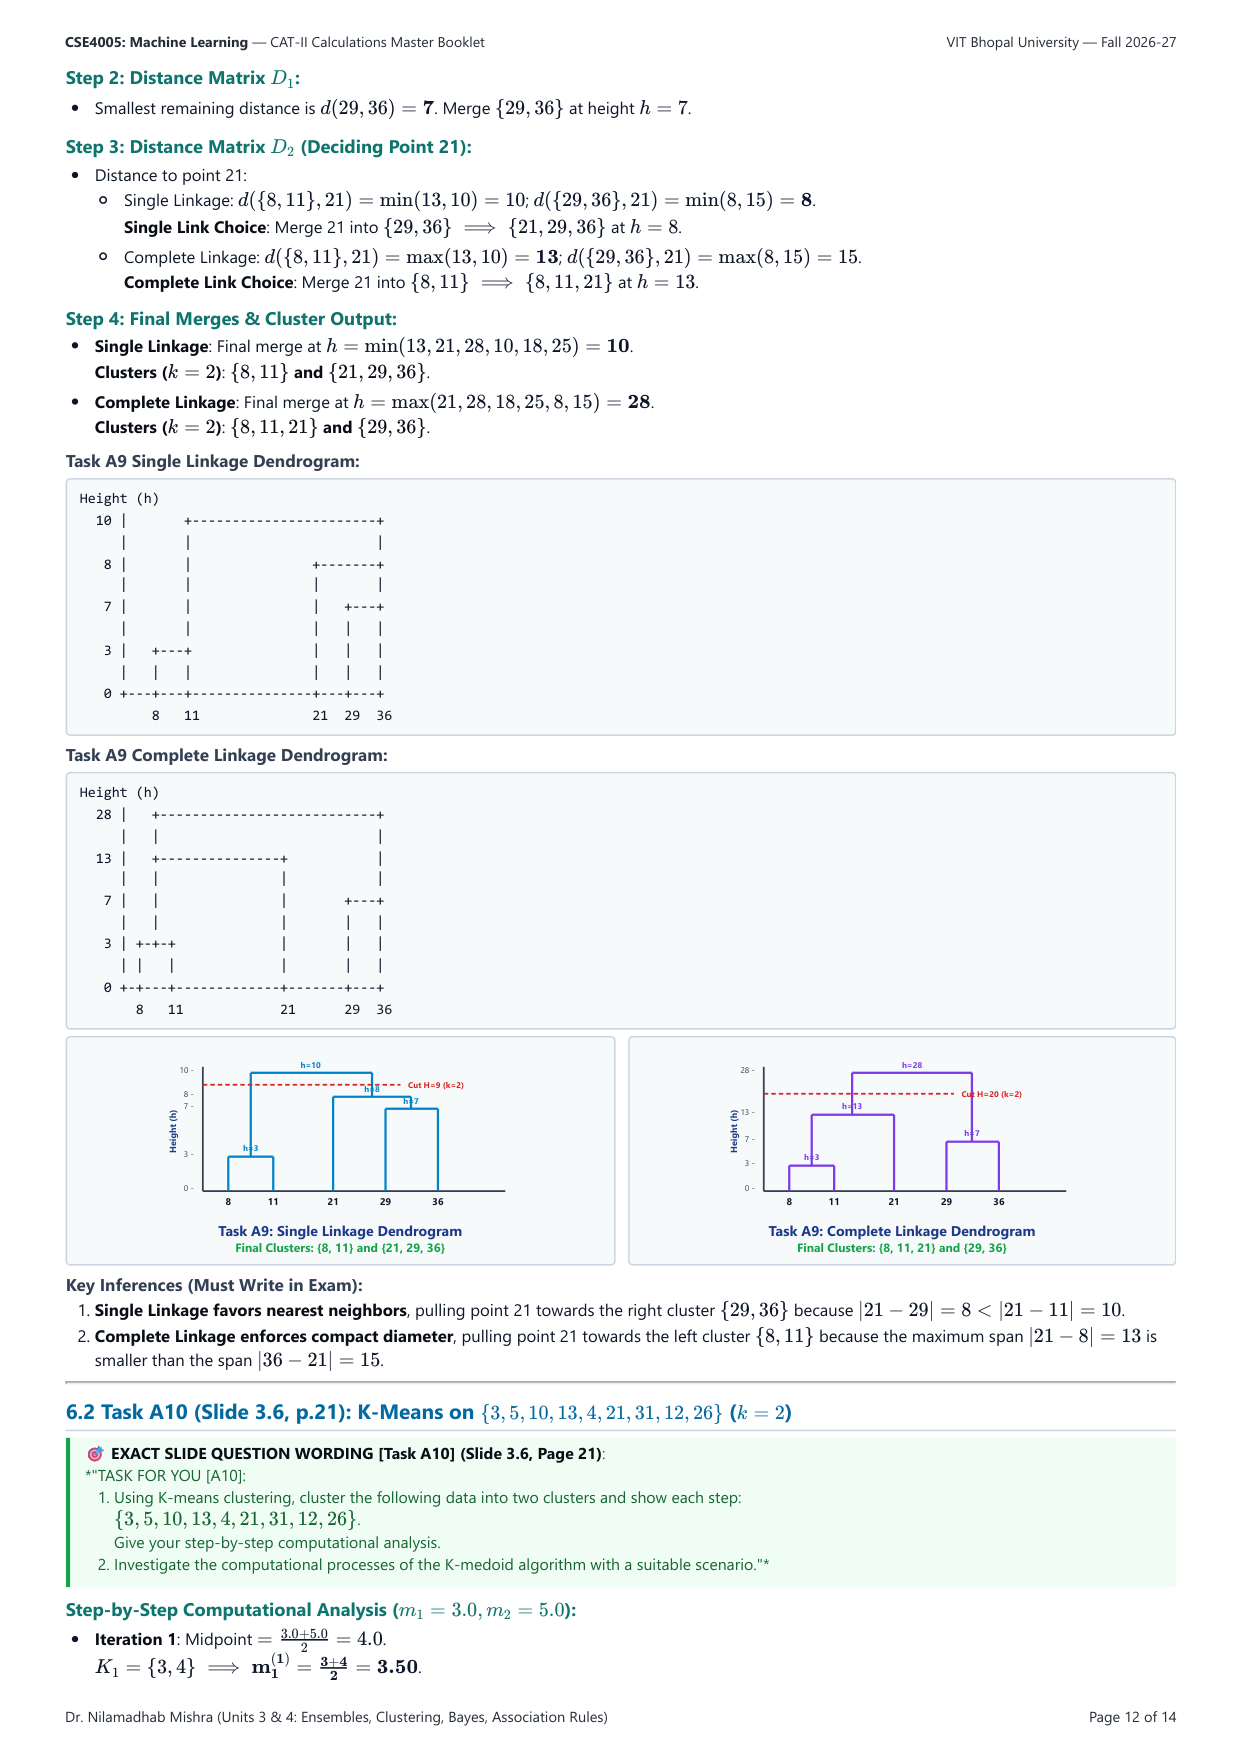 CSE4005: Machine Learning — CAT-II Calculations Master Booklet
VIT Bhopal University — Fall 2026-27
Step 2: Distance Matrix D₁:
• Smallest remaining distance is d(29, 36) = 7. Merge {29, 36} at height h = 7.
Step 3: Distance Matrix D₂ (Deciding Point 21):
• Distance to point 21:
○ Single Linkage: d({8, 11}, 21) = min(13, 10) = 10; d({29, 36}, 21) = min(8, 15) = 8.
Single Link Choice: Merge 21 into {29, 36} ⟹ {21, 29, 36} at h = 8.
○ Complete Linkage: d({8, 11}, 21) = max(13, 10) = 13; d({29, 36}, 21) = max(8, 15) = 15.
Complete Link Choice: Merge 21 into {8, 11} ⟹ {8, 11, 21} at h = 13.
Step 4: Final Merges & Cluster Output:
• Single Linkage: Final merge at h = min(13, 21, 28, 10, 18, 25) = 10.
Clusters (k = 2): {8, 11} and {21, 29, 36}.
• Complete Linkage: Final merge at h = max(21, 28, 18, 25, 8, 15) = 28.
Clusters (k = 2): {8, 11, 21} and {29, 36}.
Task A9 Single Linkage Dendrogram:
Height (h)
10 |       +-----------------------+
   |       |                       |
 8 |       |               +-------+
   |       |               |       |
 7 |       |               |   +---+
   |       |               |   |   |
 3 |   +---+               |   |   |
   |   |   |               |   |   |
 0 +---+---+---------------+---+---+
       8   11              21  29  36
Task A9 Complete Linkage Dendrogram:
Height (h)
28 |   +---------------------------+
   |   |                           |
13 |   +---------------+           |
   |   |               |           |
 7 |   |               |       +---+
   |   |               |       |   |
 3 | +-+-+             |       |   |
   | |   |             |       |   |
 0 +-+---+-------------+-------+---+
     8   11            21      29  36
10 -
8 -
7 -
3 -
0 -
Height (h)
h=10
Cut H=9 (k=2)
h=8
h=7
h=3
8 11 21 29 36
Task A9: Single Linkage Dendrogram
Final Clusters: {8, 11} and {21, 29, 36}
28 -
13 -
7 -
3 -
0 -
Height (h)
h=28
Cut H=20 (k=2)
h=13
h=7
h=3
8 11 21 29 36
Task A9: Complete Linkage Dendrogram
Final Clusters: {8, 11, 21} and {29, 36}
Key Inferences (Must Write in Exam):
1. Single Linkage favors nearest neighbors, pulling point 21 towards the right cluster {29, 36} because |21 − 29| = 8 < |21 − 11| = 10.
2. Complete Linkage enforces compact diameter, pulling point 21 towards the left cluster {8, 11} because the maximum span |21 − 8| = 13 is
smaller than the span |36 − 21| = 15.
6.2 Task A10 (Slide 3.6, p.21): K-Means on {3, 5, 10, 13, 4, 21, 31, 12, 26} (k = 2)
🎯 EXACT SLIDE QUESTION WORDING [Task A10] (Slide 3.6, Page 21):
*"TASK FOR YOU [A10]:
1. Using K-means clustering, cluster the following data into two clusters and show each step:
{3, 5, 10, 13, 4, 21, 31, 12, 26}.
Give your step-by-step computational analysis.
2. Investigate the computational processes of the K-medoid algorithm with a suitable scenario."*
Step-by-Step Computational Analysis (m₁ = 3.0, m₂ = 5.0):
• Iteration 1: Midpoint = (3.0+5.0)/2 = 4.0.
K₁ = {3, 4} ⟹ m₁⁽¹⁾ = (3+4)/2 = 3.50.
Dr. Nilamadhab Mishra (Units 3 & 4: Ensembles, Clustering, Bayes, Association Rules)
Page 12 of 14